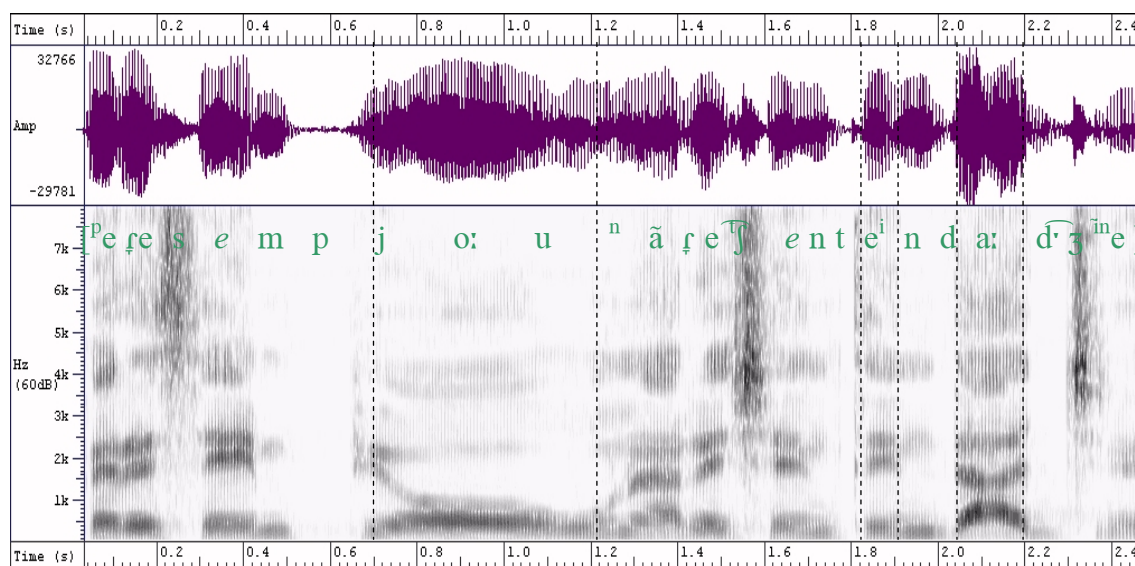 Time (s) 0.2 0.4 0.6 0.8 1.0 1.2 1.4 1.6 1.8 2.0 2.2 2.4
32766
Amp
-29781
[ᵖe ɾe s e m p j oː u ⁿ ã ɾ e t͡ʃ e n t eⁱ n d aː d͡ʒ ĩn e
7k
6k
5k
4k
3k
2k
1k
Hz
(60dB)
Time (s) 0.2 0.4 0.6 0.8 1.0 1.2 1.4 1.6 1.8 2.0 2.2 2.4